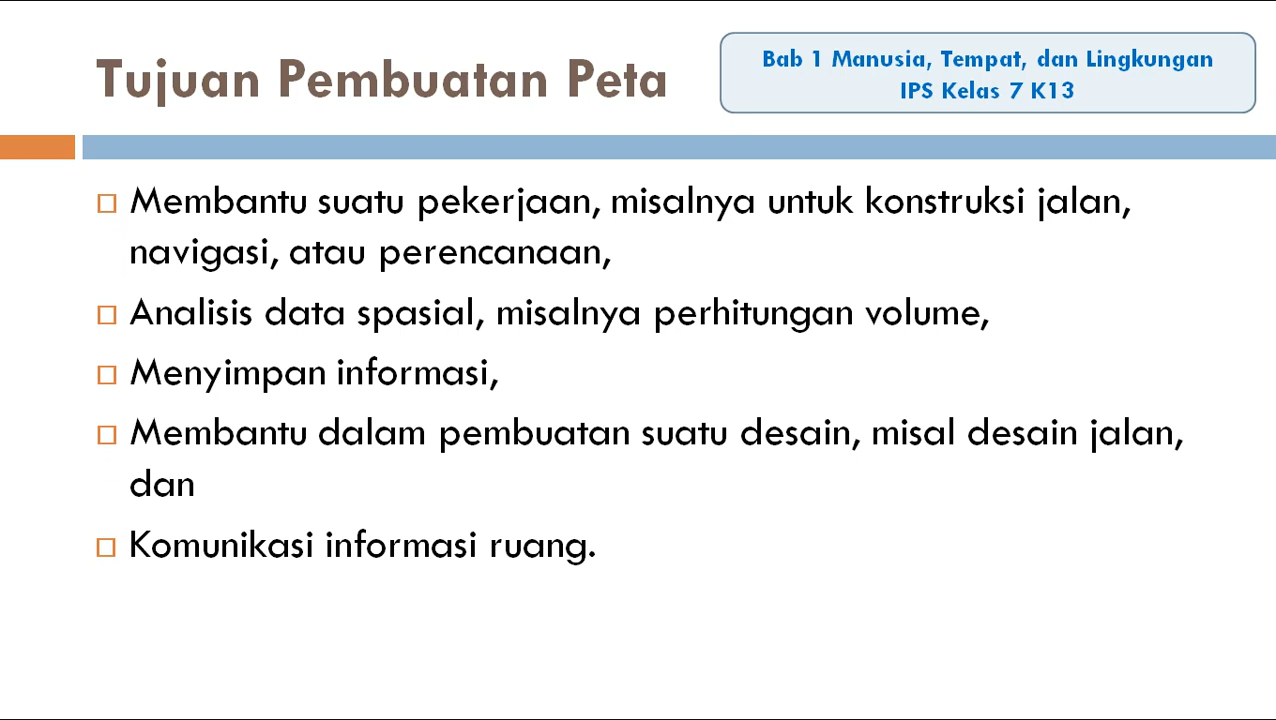 Tujuan Pembuatan Peta
Bab 1 Manusia, Tempat, dan Lingkungan
IPS Kelas 7 K13
Membantu suatu pekerjaan, misalnya untuk konstruksi jalan,
navigasi, atau perencanaan,
Analisis data spasial, misalnya perhitungan volume,
Menyimpan informasi,
Membantu dalam pembuatan suatu desain, misal desain jalan,
dan
Komunikasi informasi ruang.